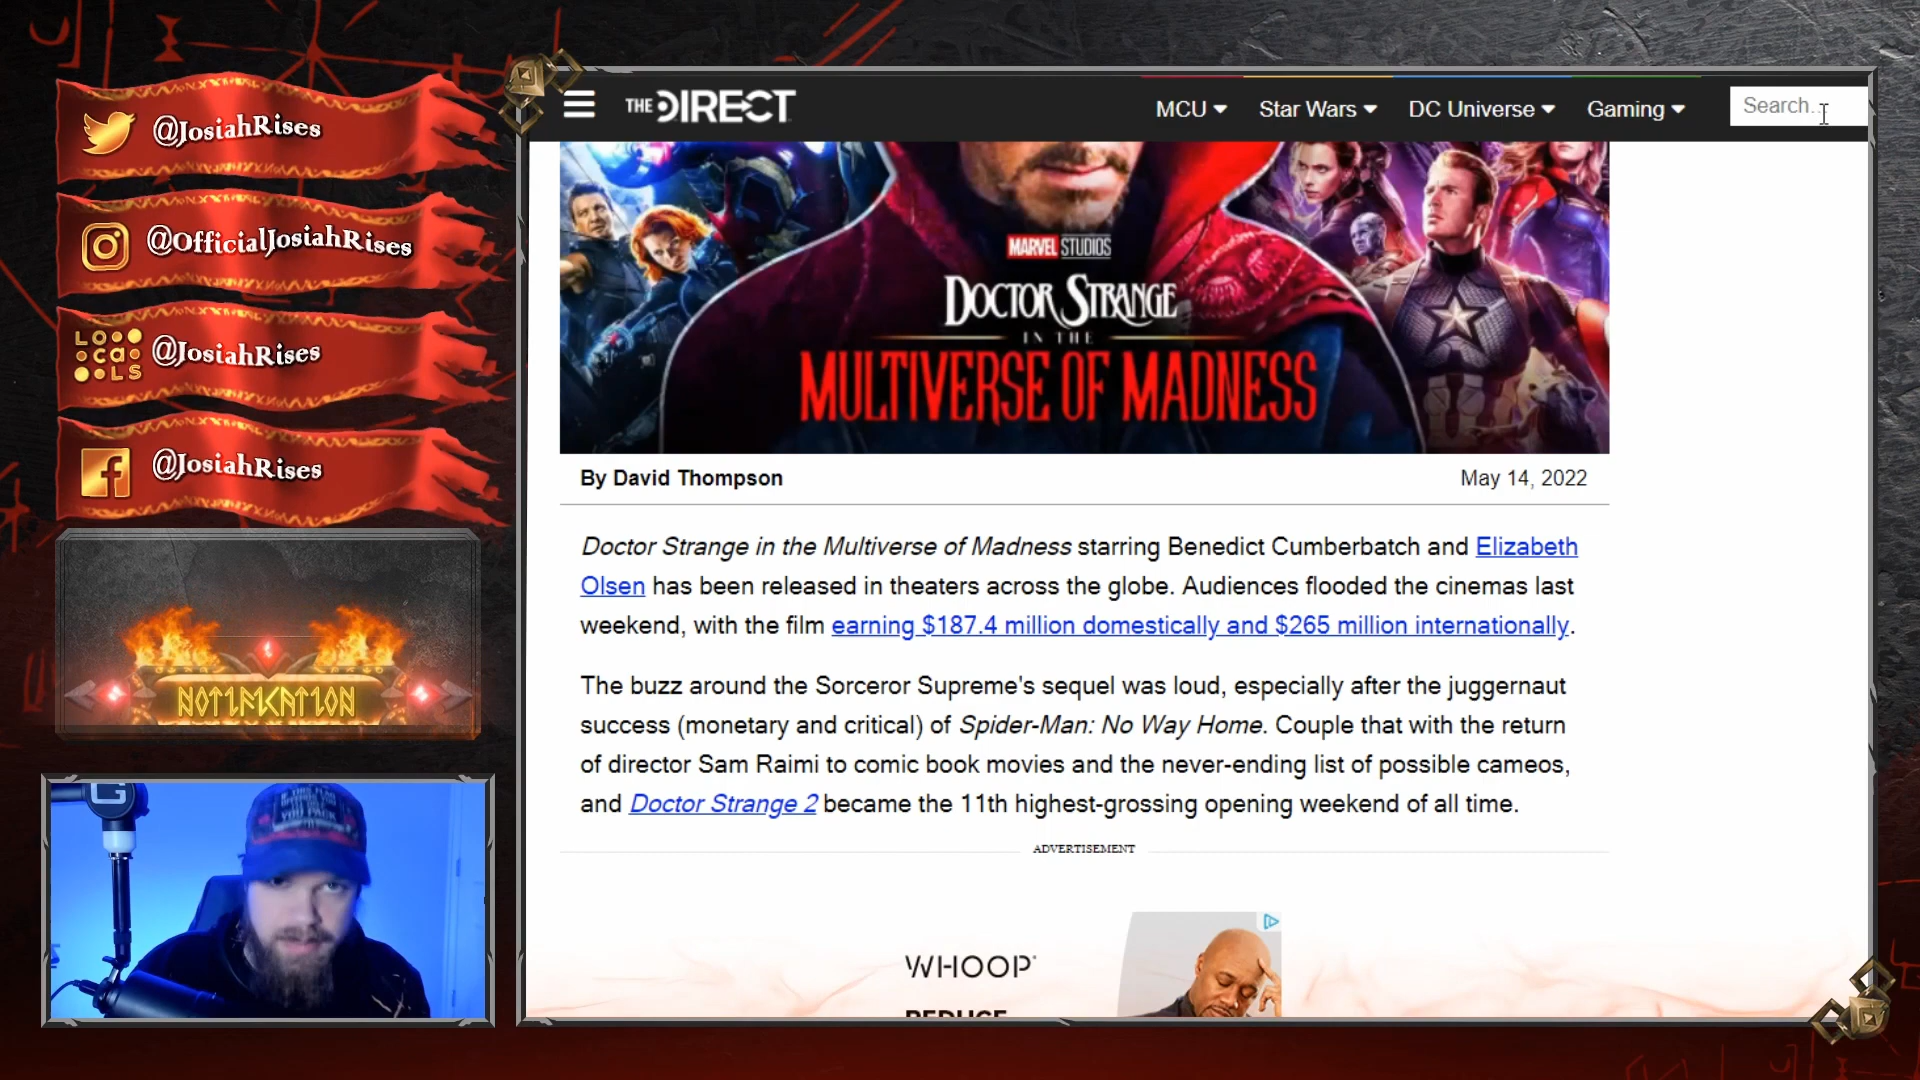 @JosiahRises
@OfficialJosiahRises
LOcaLS
@JosiahRises
@JosiahRises
NOTIFICATION
THE DIRECT
MCU
Star Wars
DC Universe
Gaming
Search...
MARVEL STUDIOS
DOCTOR STRANGE
IN THE
MULTIVERSE OF MADNESS
By David Thompson
May 14, 2022
Doctor Strange in the Multiverse of Madness starring Benedict Cumberbatch and Elizabeth
Olsen has been released in theaters across the globe. Audiences flooded the cinemas last
weekend, with the film earning $187.4 million domestically and $265 million internationally.
The buzz around the Sorceror Supreme's sequel was loud, especially after the juggernaut
success (monetary and critical) of Spider-Man: No Way Home. Couple that with the return
of director Sam Raimi to comic book movies and the never-ending list of possible cameos,
and Doctor Strange 2 became the 11th highest-grossing opening weekend of all time.
ADVERTISEMENT
WHOOP
REDUCE